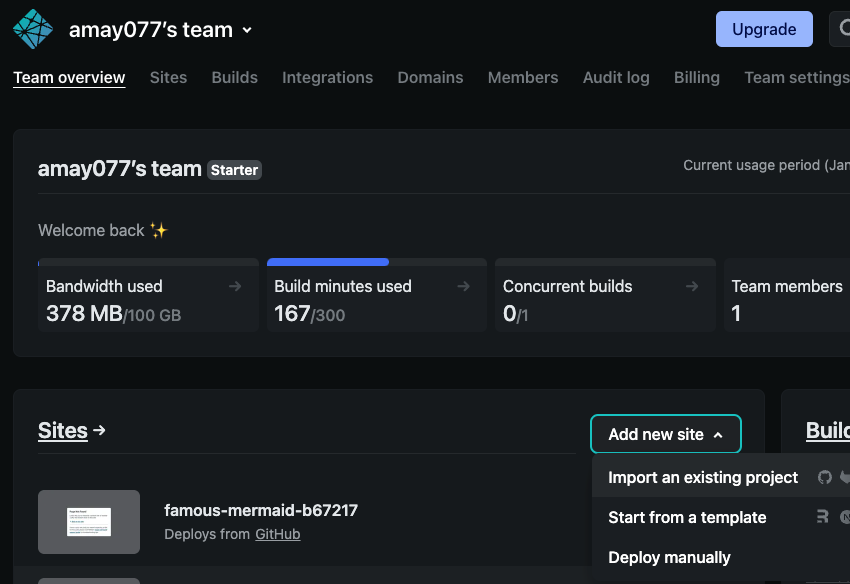 amay077's team
Upgrade
Team overview Sites Builds Integrations Domains Members Audit log Billing Team settings
amay077's team Starter
Current usage period (Jan
Welcome back ✨
Bandwidth used
378 MB/100 GB
Build minutes used
167/300
Concurrent builds
0/1
Team members
1
Sites →
Add new site
Import an existing project
Start from a template
Deploy manually
famous-mermaid-b67217
Deploys from GitHub